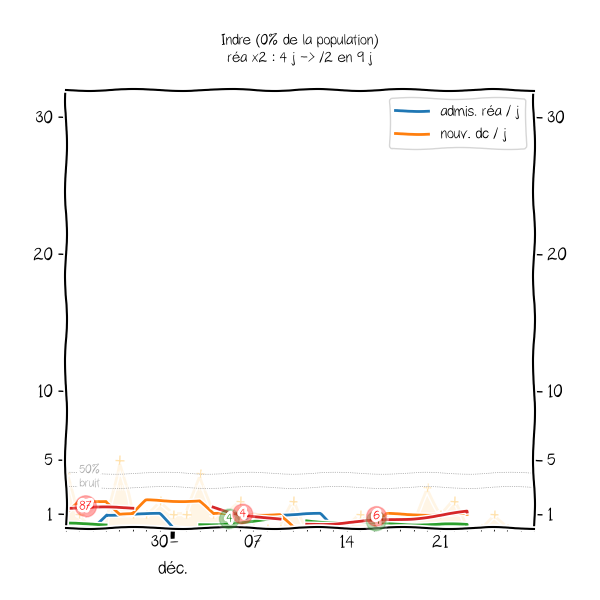 Indre (0% de la population)
réa x2 : 4 j -> /2 en 9 j
admis. réa / j
nouv. dc / j
30 30
20 20
10 10
5 5
50%
bruit
87
4
4
6
1 1
30 07 14 21
déc.